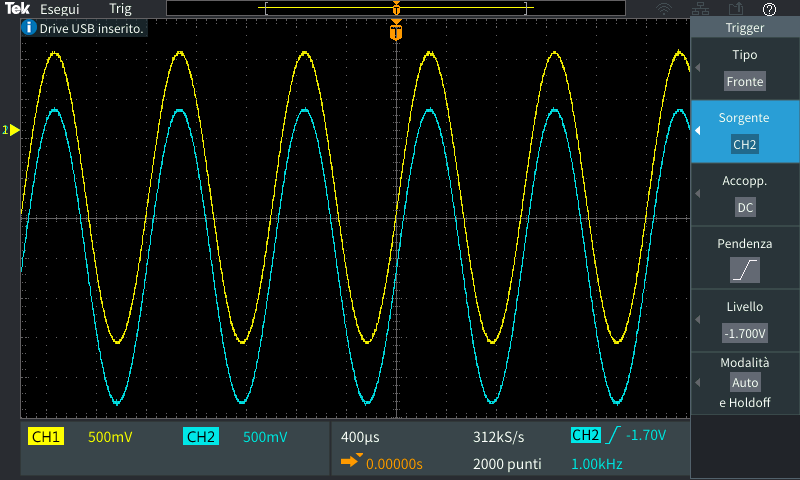 Tek Esegui Trig T ?
T
i Drive USB inserito.
Trigger
Tipo
Fronte
Sorgente
CH2
Accopp.
DC
Pendenza
Livello
-1.700V
Modalità
Auto
e Holdoff
CH1 500mV CH2 500mV 400µs 312kS/s CH2 -1.70V
0.00000s 2000 punti 1.00kHz